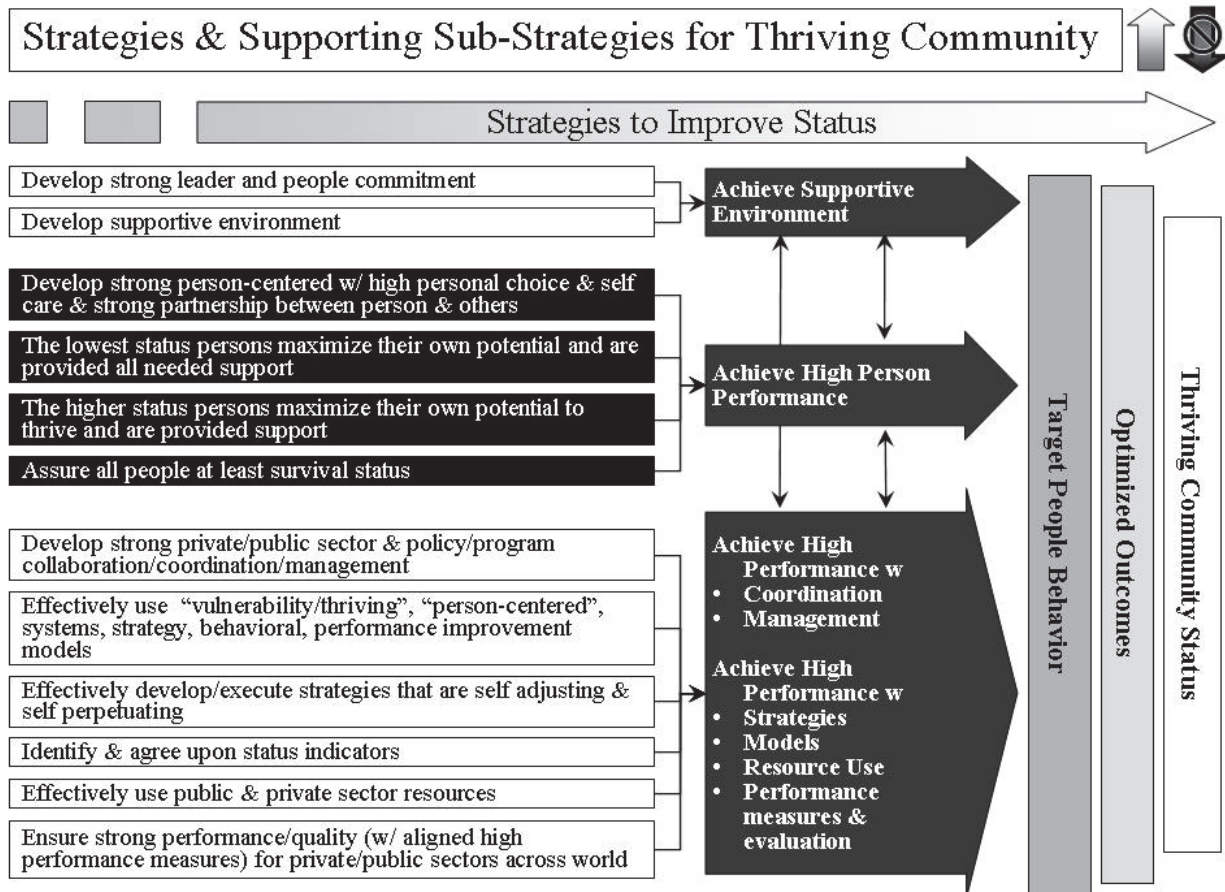 Strategies & Supporting Sub-Strategies for Thriving Community
N
Strategies to Improve Status
Develop strong leader and people commitment
Develop supportive environment
Achieve Supportive
Environment
Develop strong person-centered w/ high personal choice & self
care & strong partnership between person & others
The lowest status persons maximize their own potential and are
provided all needed support
The higher status persons maximize their own potential to
thrive and are provided support
Assure all people at least survival status
Achieve High Person
Performance
Develop strong private/public sector & policy/program
collaboration/coordination/management
Effectively use “vulnerability/thriving”, “person-centered”,
systems, strategy, behavioral, performance improvement
models
Effectively develop/execute strategies that are self adjusting &
self perpetuating
Identify & agree upon status indicators
Effectively use public & private sector resources
Ensure strong performance/quality (w/ aligned high
performance measures) for private/public sectors across world
Achieve High
Performance w
• Coordination
• Management
Achieve High
Performance w
• Strategies
• Models
• Resource Use
• Performance
measures &
evaluation
Target People Behavior
Optimized Outcomes
Thriving Community Status